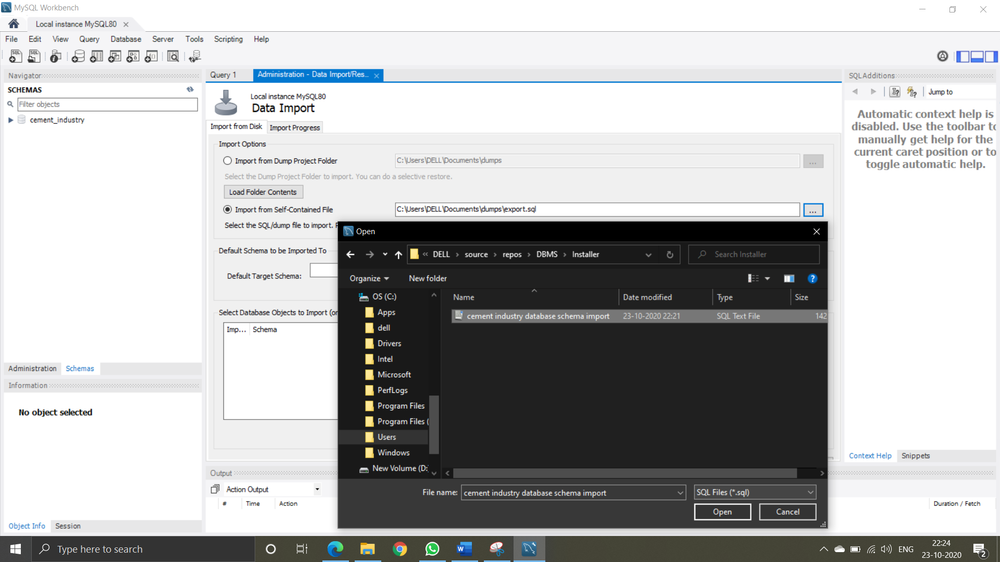 MySQL Workbench
Local instance MySQL80
File Edit View Query Database Server Tools Scripting Help
Navigator
SCHEMAS
Filter objects
cement_industry
Administration Schemas
Information
No object selected
Object Info Session
Query 1 Administration - Data Import/Res...
Local instance MySQL80
Data Import
Import from Disk Import Progress
Import Options
Import from Dump Project Folder C:\Users\DELL\Documents\dumps ...
Select the Dump Project Folder to import. You can do a selective restore.
Load Folder Contents
Import from Self-Contained File C:\Users\DELL\Documents\dumps\export.sql ...
Select the SQL/dump file to import.
Default Schema to be Imported To
Default Target Schema:
Select Database Objects to Import (
Imp... Schema
Output
Action Output
# Time Action Duration / Fetch
SQLAdditions
Jump to
Automatic context help is
disabled. Use the toolbar to
manually get help for the
current caret position or to
toggle automatic help.
Context Help Snippets
Open
« DELL › source › repos › DBMS › Installer Search Installer
Organize New folder
OS (C:)
Apps
dell
Drivers
Intel
Microsoft
PerfLogs
Program Files
Program Files (
Users
Windows
New Volume (D:
Name Date modified Type Size
cement industry database schema import 23-10-2020 22:21 SQL Text File 142
File name: cement industry database schema import SQL Files (*.sql)
Open Cancel
Type here to search
ENG
22:24
23-10-2020
2